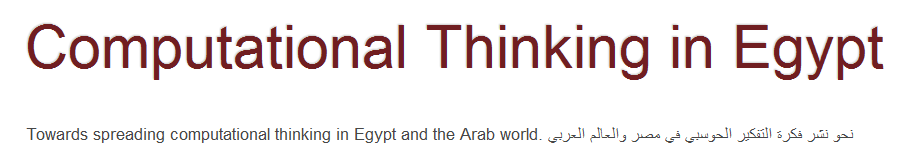 Computational Thinking in Egypt
Towards spreading computational thinking in Egypt and the Arab world. نحو نشر فكرة التفكير الحوسبي في مصر والعالم العربي